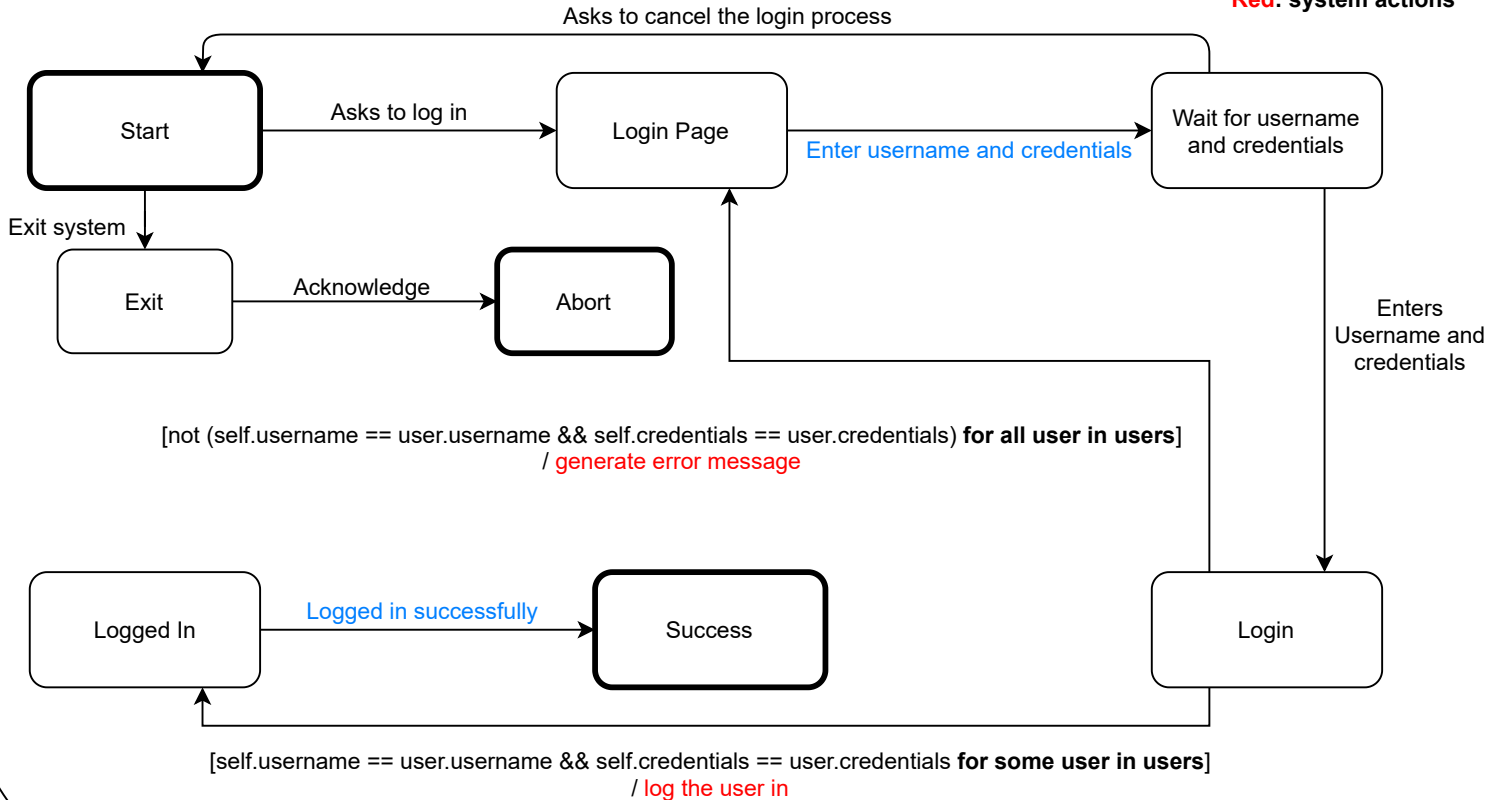 Asks to cancel the login process
Red: system actions
Start
Asks to log in
Login Page
Enter username and credentials
Wait for username
and credentials
Exit system
Exit
Acknowledge
Abort
Enters
Username and
credentials
[not (self.username == user.username && self.credentials == user.credentials) for all user in users]
/ generate error message
Logged In
Logged in successfully
Success
Login
[self.username == user.username && self.credentials == user.credentials for some user in users]
/ log the user in